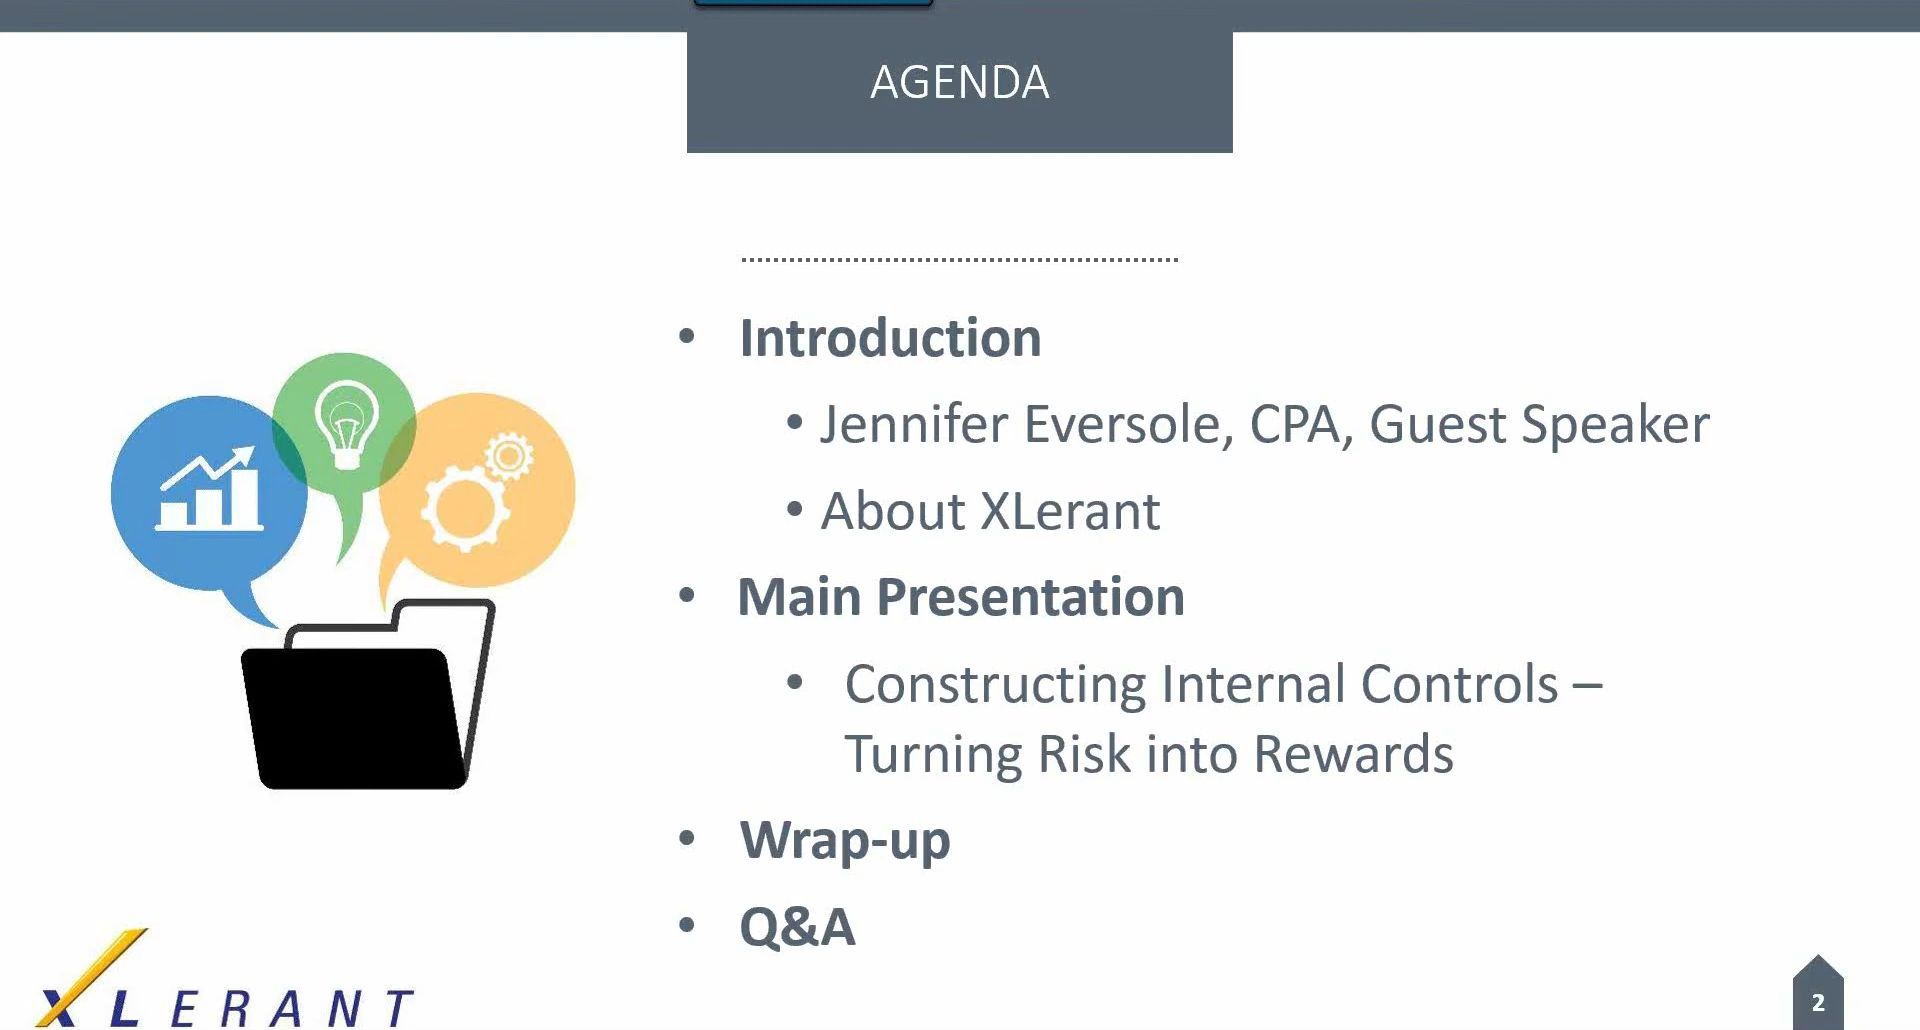 AGENDA
• Introduction
• Jennifer Eversole, CPA, Guest Speaker
• About XLerant
• Main Presentation
• Constructing Internal Controls –
Turning Risk into Rewards
• Wrap-up
• Q&A
XLERANT
2